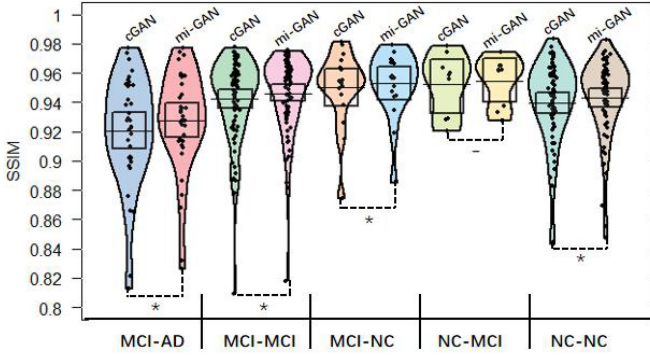 cGAN mi-GAN cGAN mi-GAN cGAN mi-GAN cGAN mi-GAN cGAN mi-GAN
1
0.98
0.96
0.94
0.92
0.9
0.88
0.86
0.84
0.82
0.8
SSIM
* * * – *
MCI-AD MCI-MCI MCI-NC NC-MCI NC-NC